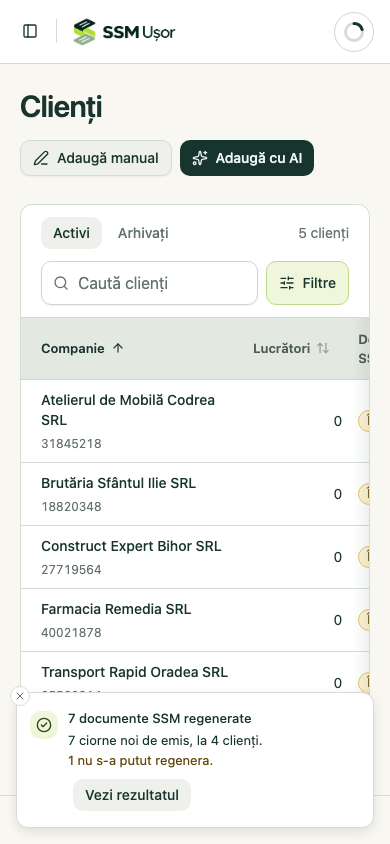 SSM Ușor
Clienți
Adaugă manual
Adaugă cu AI
Activi
Arhivați
5 clienți
Caută clienți
Filtre
Companie
Lucrători
Atelierul de Mobilă Codrea
SRL
31845218
0
Brutăria Sfântul Ilie SRL
18820348
0
Construct Expert Bihor SRL
27719564
0
Farmacia Remedia SRL
40021878
0
Transport Rapid Oradea SRL
0
7 documente SSM regenerate
7 ciorne noi de emis, la 4 clienți.
1 nu s-a putut regenera.
Vezi rezultatul